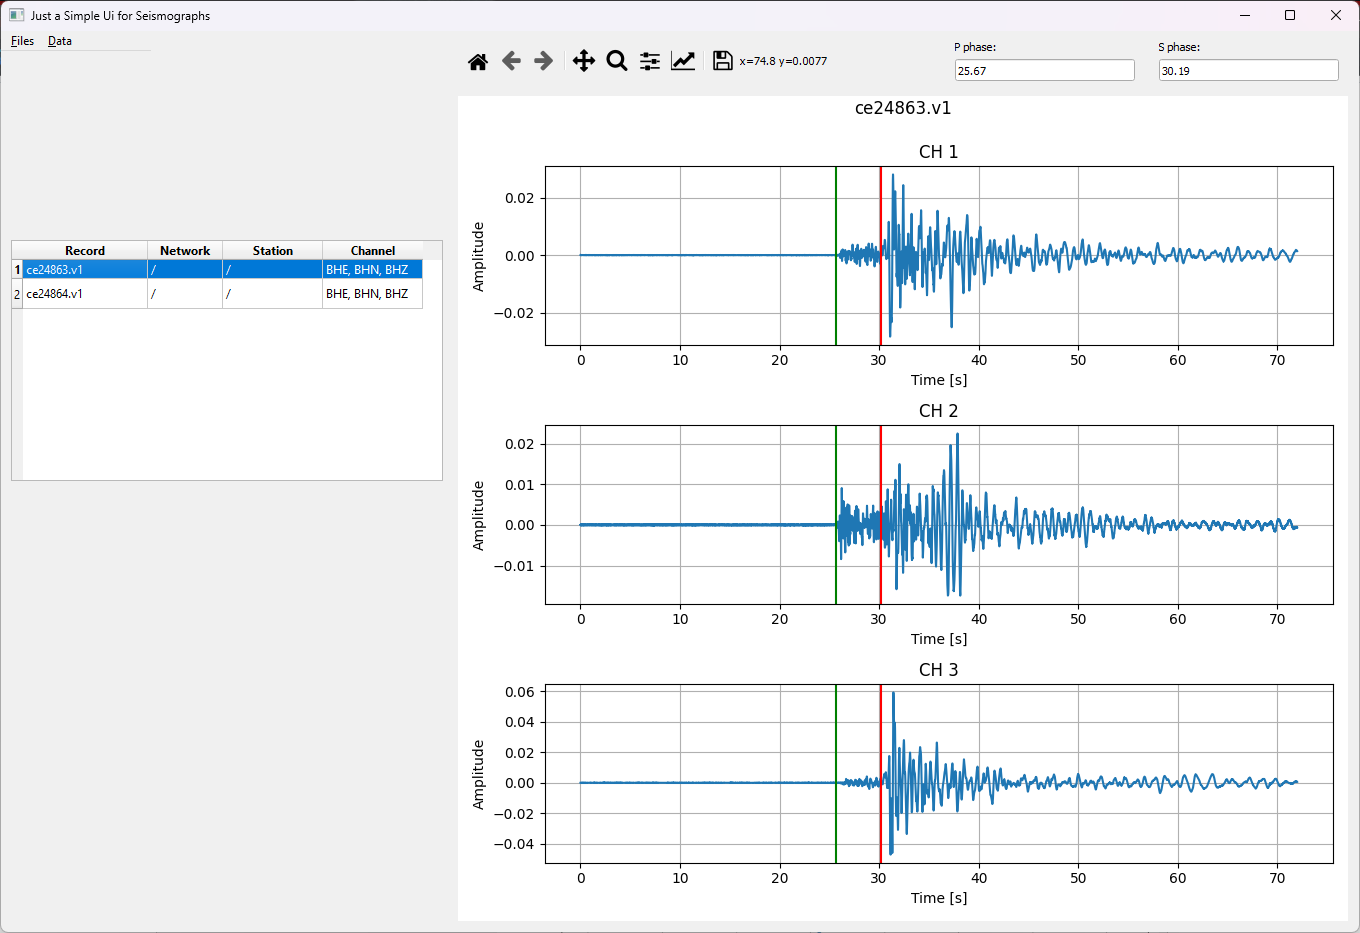 Just a Simple Ui for Seismographs
Files Data
x=74.8 y=0.0077
P phase:
25.67
S phase:
30.19
Record Network Station Channel
1 ce24863.v1 / / BHE, BHN, BHZ
2 ce24864.v1 / / BHE, BHN, BHZ
ce24863.v1
CH 1
Amplitude
0.02
0.00
−0.02
0 10 20 30 40 50 60 70
Time [s]
CH 2
Amplitude
0.02
0.01
0.00
−0.01
0 10 20 30 40 50 60 70
Time [s]
CH 3
Amplitude
0.06
0.04
0.02
0.00
−0.02
−0.04
0 10 20 30 40 50 60 70
Time [s]